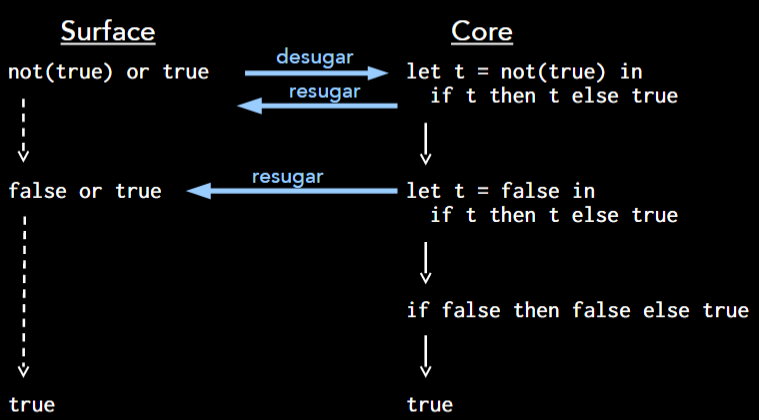 Surface
Core
desugar
not(true) or true
let t = not(true) in
resugar
if t then t else true
resugar
false or true
let t = false in
if t then t else true
if false then false else true
true
true